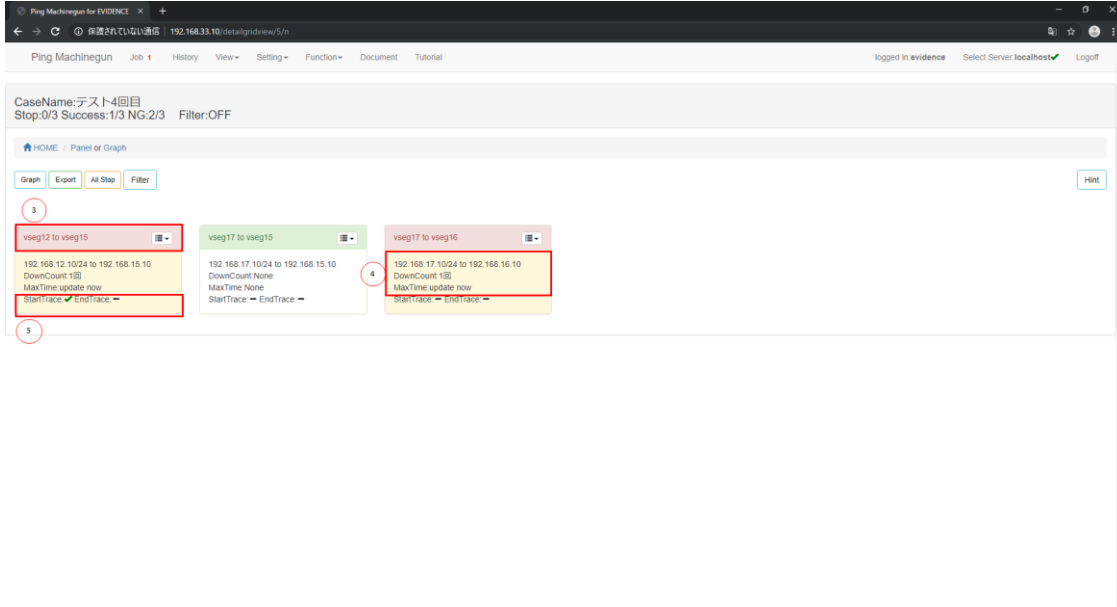 Ping Machinegun for EVIDENCE
保護されていない通信 | 192.168.33.10/detailgridview/5/n
Ping Machinegun Job 1 History View Setting Function Document Tutorial logged in:evidence Select Server:localhost Logoff
CaseName:テスト4回目
Stop:0/3 Success:1/3 NG:2/3 Filter:OFF
HOME / Panel or Graph
Graph Export All Stop Filter Hint
3
vseg12 to vseg15
192.168.12.10/24 to 192.168.15.10
DownCount:1回
MaxTime:update now
StartTrace: EndTrace:
5
vseg17 to vseg15
192.168.17.10/24 to 192.168.15.10
DownCount:None
MaxTime:None
StartTrace: EndTrace:
4
vseg17 to vseg16
192.168.17.10/24 to 192.168.16.10
DownCount:1回
MaxTime:update now
StartTrace: EndTrace: